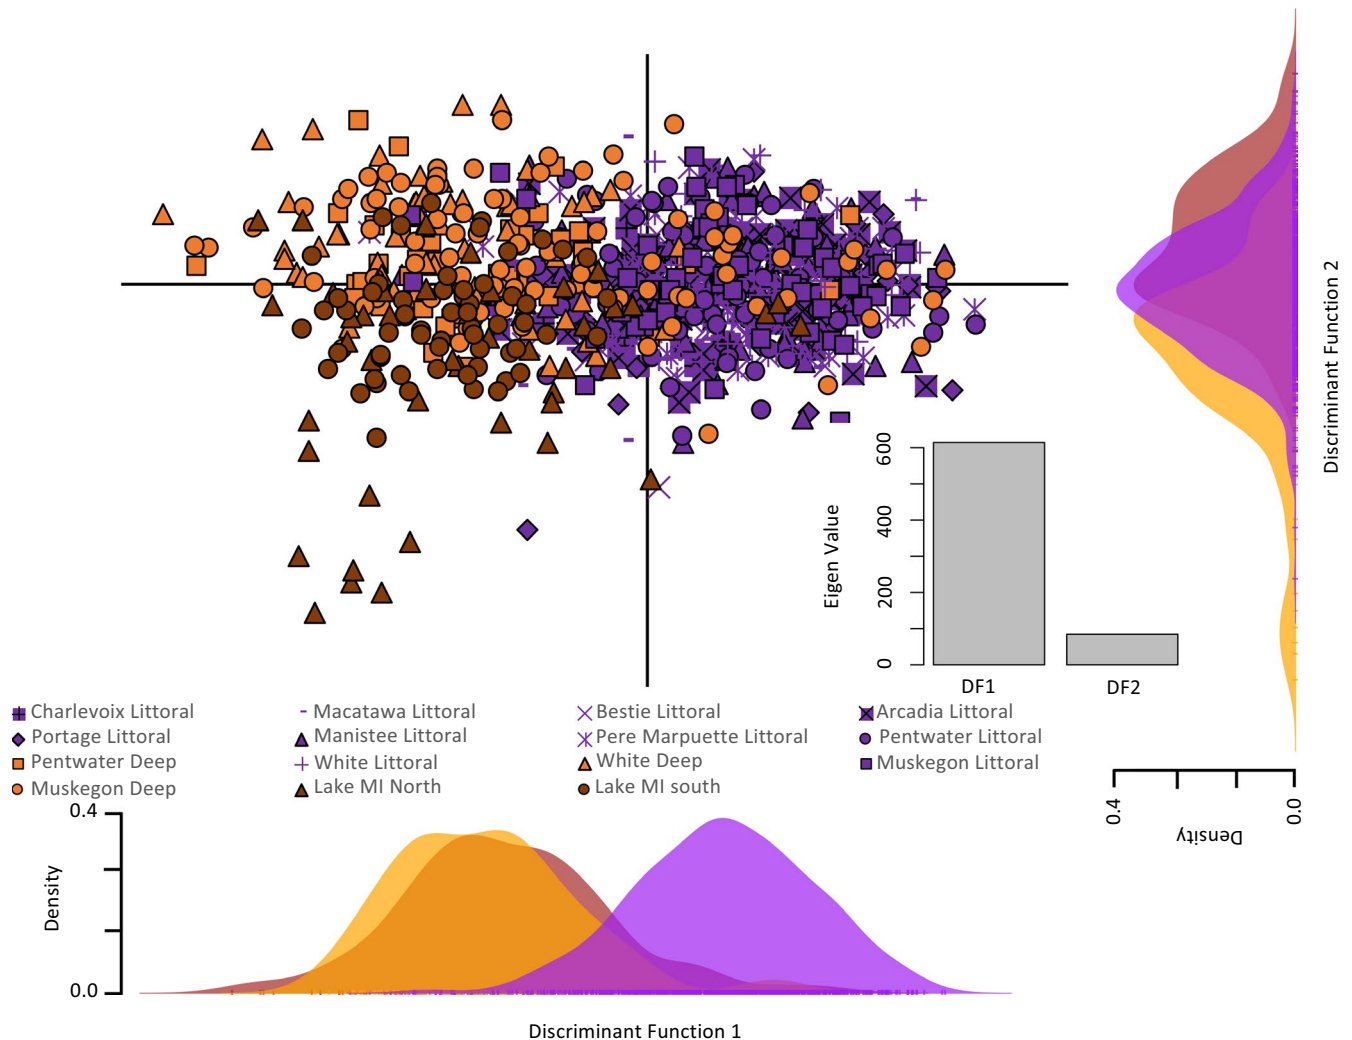 Discriminant Function 2
Eigen Value
600
400
200
0
DF1
DF2
Charlevoix Littoral
Macatawa Littoral
Bestie Littoral
Arcadia Littoral
Portage Littoral
Manistee Littoral
Pere Marpuette Littoral
Pentwater Littoral
Pentwater Deep
White Littoral
White Deep
Muskegon Littoral
Muskegon Deep
Lake MI North
Lake MI south
0.4
0.0
Density
0.4
Density
0.0
Discriminant Function 1